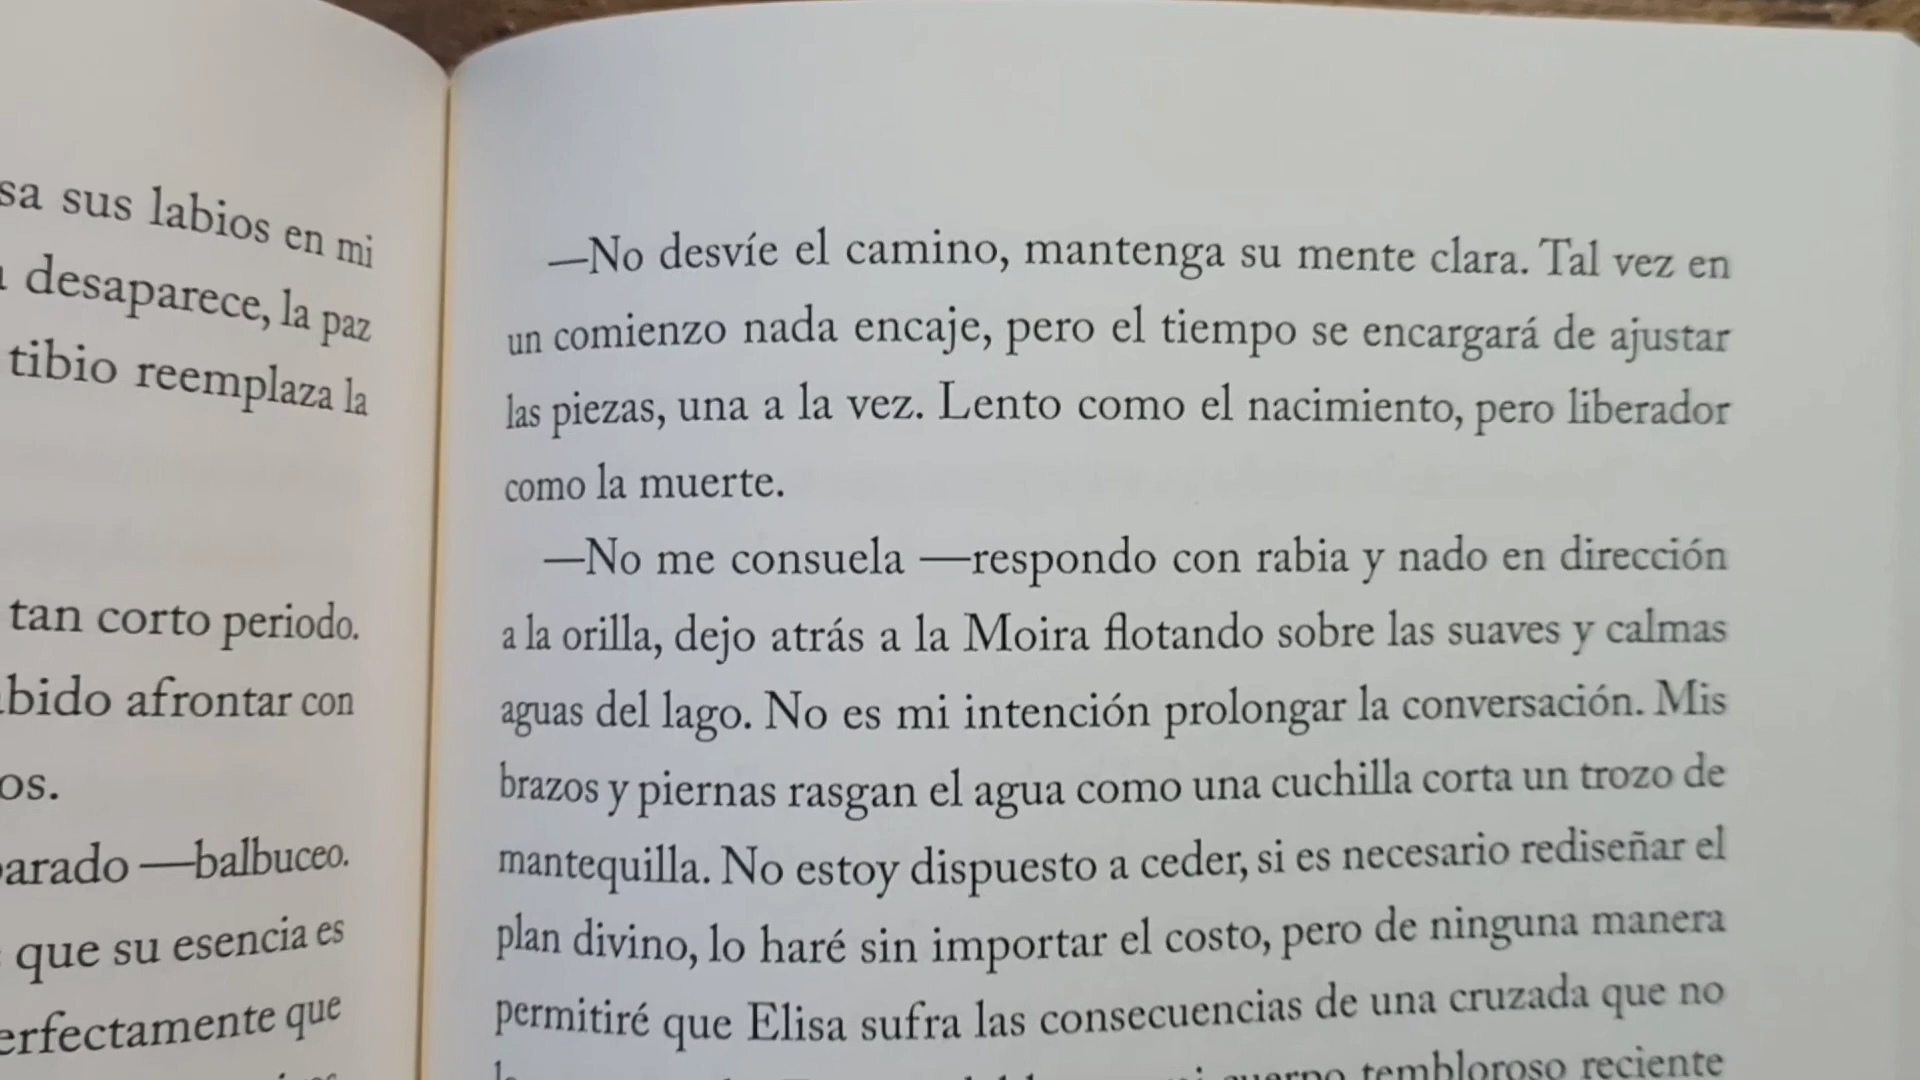 sus labios en mi
desaparece, la paz
tibio reemplaza la
tan corto periodo.
afrontar con
—balbuceo.
que su esencia es
que
—No desvíe el camino, mantenga su mente clara. Tal vez en
un comienzo nada encaje, pero el tiempo se encargará de ajustar
las piezas, una a la vez. Lento como el nacimiento, pero liberador
como la muerte.
—No me consuela —respondo con rabia y nado en dirección
a la orilla, dejo atrás a la Moira flotando sobre las suaves y calmas
aguas del lago. No es mi intención prolongar la conversación. Mis
brazos y piernas rasgan el agua como una cuchilla corta un trozo de
mantequilla. No estoy dispuesto a ceder, si es necesario rediseñar el
plan divino, lo haré sin importar el costo, pero de ninguna manera
permitiré que Elisa sufra las consecuencias de una cruzada que no
cuerpo tembloroso reciente